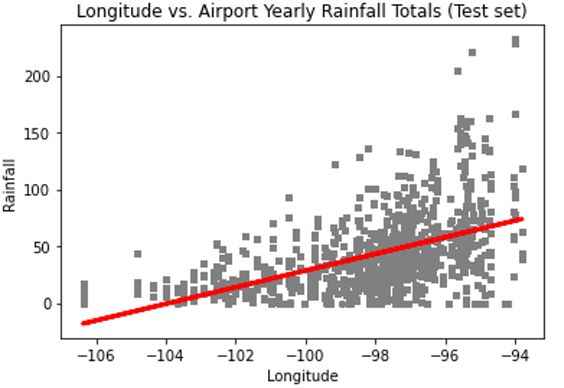 Longitude vs. Airport Yearly Rainfall Totals (Test set)
200
150
100
50
0
Rainfall
−106 −104 −102 −100 −98 −96 −94
Longitude